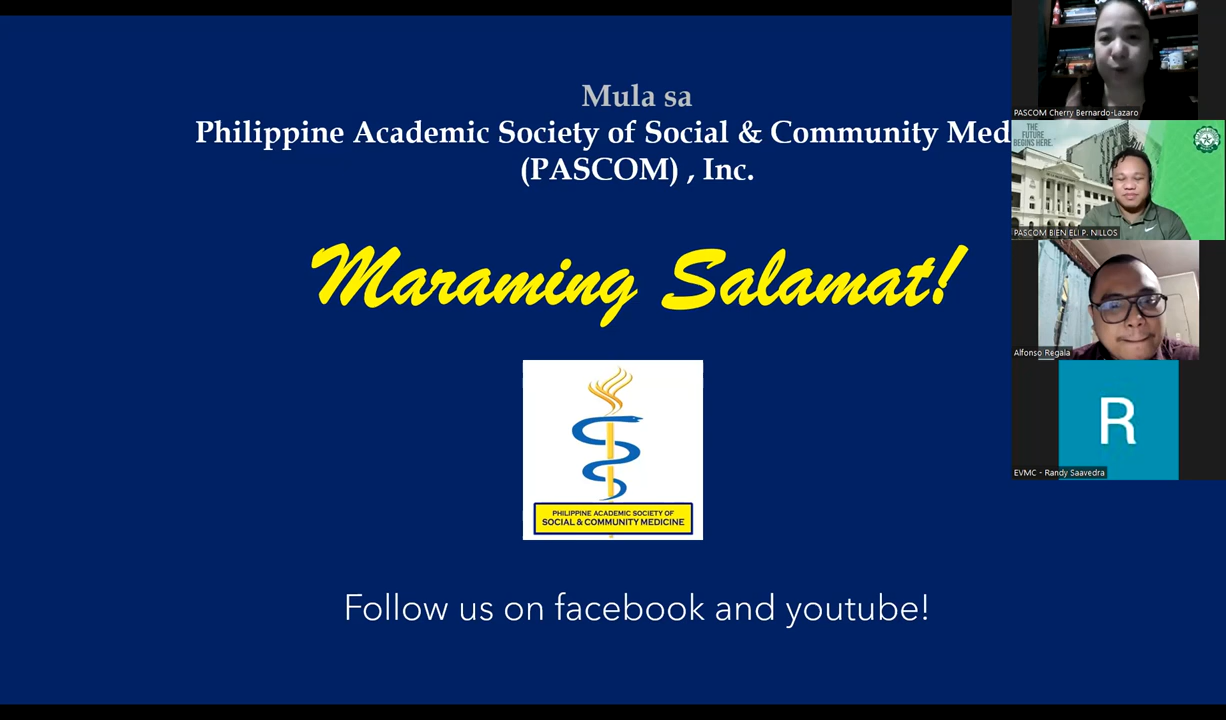 Mula sa
Philippine Academic Society of Social & Community Med
(PASCOM) , Inc.
Maraming Salamat!
PHILIPPINE ACADEMIC SOCIETY OF
SOCIAL & COMMUNITY MEDICINE
Follow us on facebook and youtube!
PASCOM Cherry Bernardo-Lazaro
THE
FUTURE
BEGINS HERE.
PASCOM BIEN ELI P. NILLOS
Alfonso Regala
R
EVMC - Randy Saavedra